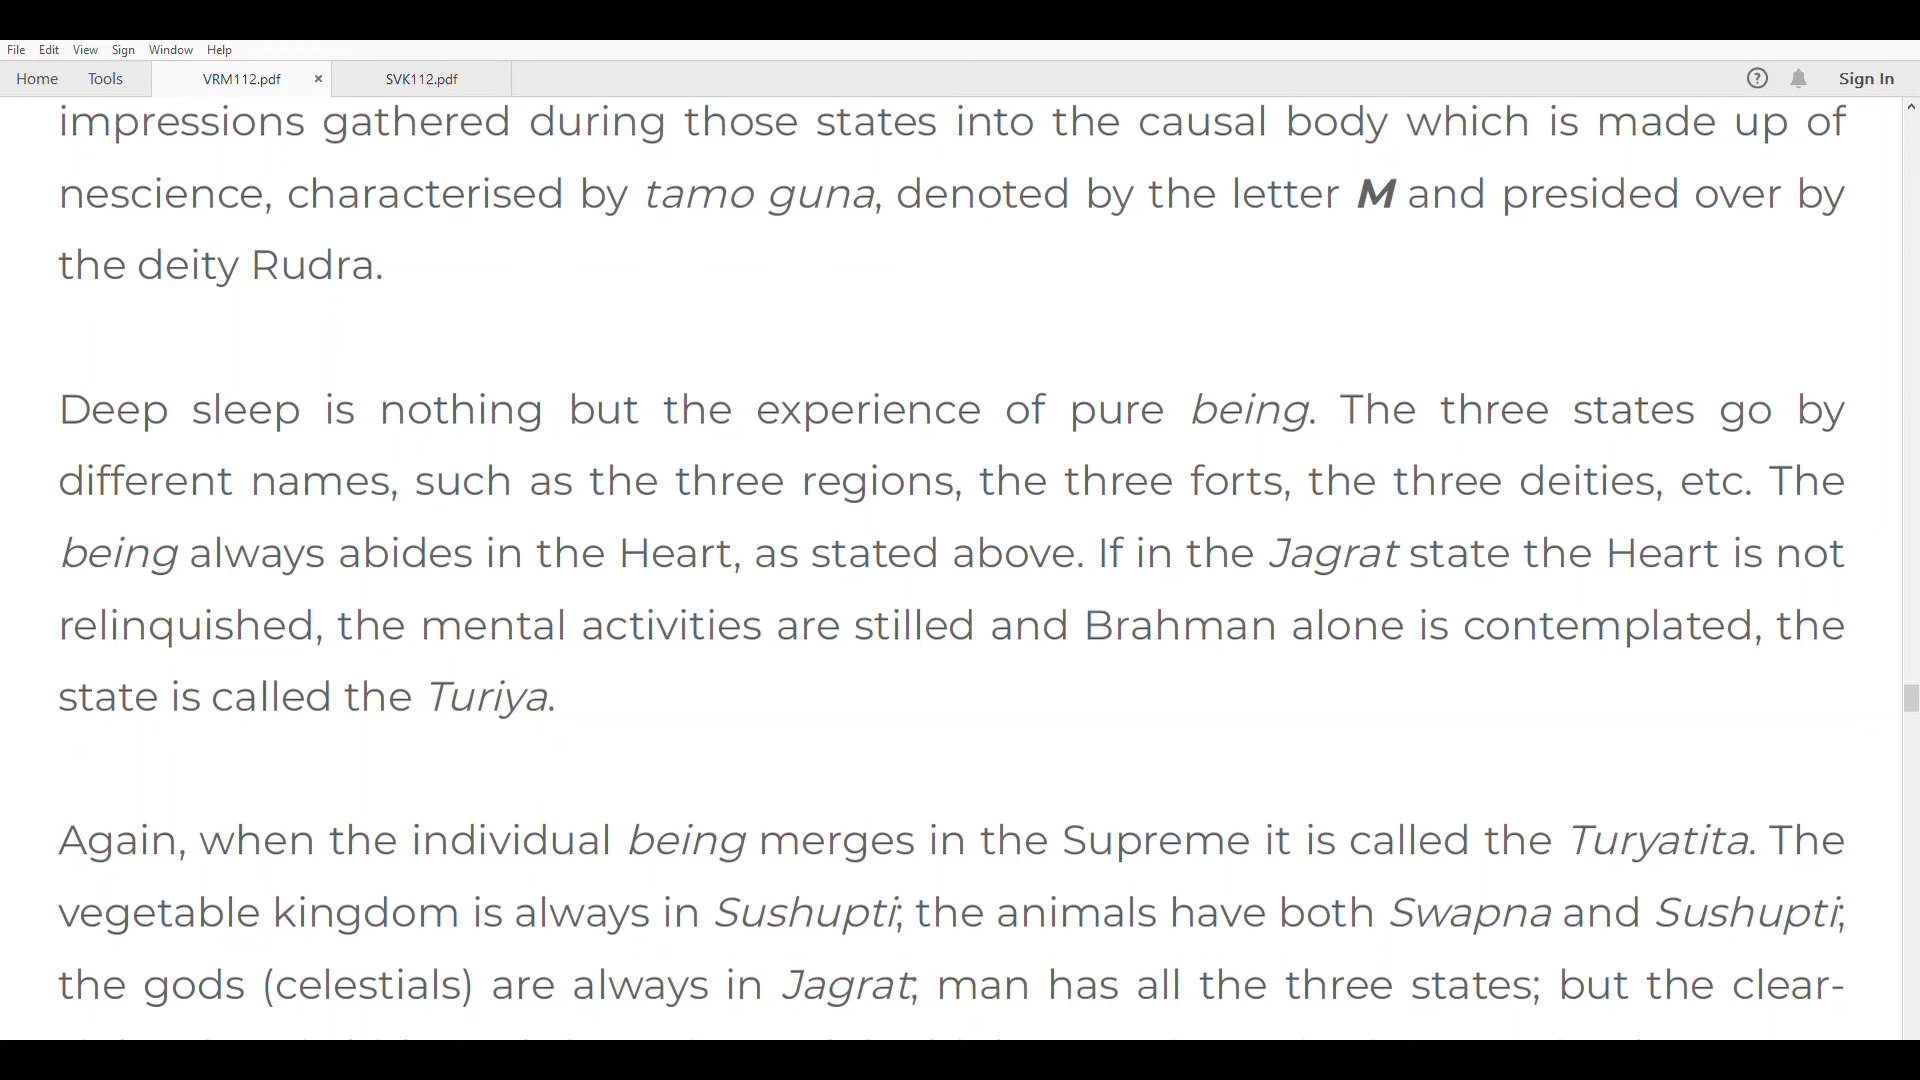 File Edit View Sign Window Help
Home Tools VRM112.pdf × SVK112.pdf ? Sign In
impressions gathered during those states into the causal body which is made up of
nescience, characterised by tamo guna, denoted by the letter M and presided over by
the deity Rudra.
Deep sleep is nothing but the experience of pure being. The three states go by
different names, such as the three regions, the three forts, the three deities, etc. The
being always abides in the Heart, as stated above. If in the Jagrat state the Heart is not
relinquished, the mental activities are stilled and Brahman alone is contemplated, the
state is called the Turiya.
Again, when the individual being merges in the Supreme it is called the Turyatita. The
vegetable kingdom is always in Sushupti; the animals have both Swapna and Sushupti;
the gods (celestials) are always in Jagrat; man has all the three states; but the clear-